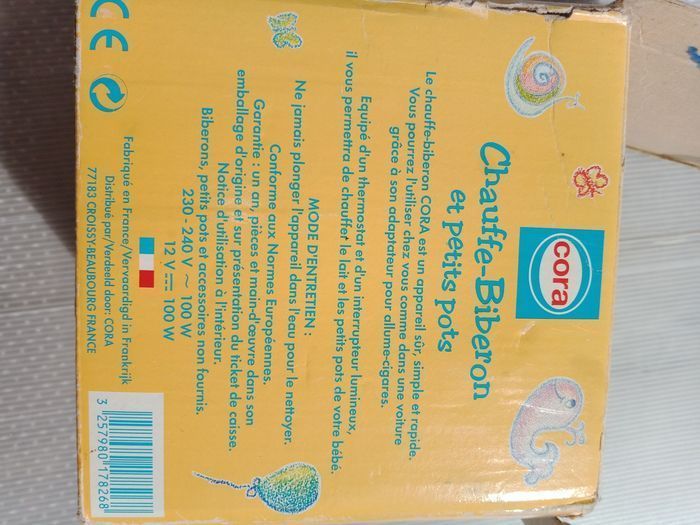 cora
Chauffe-Biberon
et petits pots
Le chauffe-biberon CORA est un appareil sûr, simple et rapide.
Vous pourrez l'utiliser chez vous comme dans une voiture
grâce à son adaptateur pour allume-cigares.
Equipé d'un thermostat et d'un interrupteur lumineux,
il vous permettra de chauffer le lait et les petits pots de votre bébé.
MODE D'ENTRETIEN :
Ne jamais plonger l'appareil dans l'eau pour le nettoyer.
Conforme aux Normes Européennes.
Garantie : un an, pièces et main-d'œuvre dans son
emballage d'origine et sur présentation du ticket de caisse.
Notice d'utilisation à l'intérieur.
Biberons, petits pots et accessoires non fournis.
230 - 240 V ~ 100 W
12 V ⎓ 100 W
Fabriqué en France/Vervaardigd in Frankrijk
Distribué par/Verdeeld door: CORA
77183 CROISSY-BEAUBOURG FRANCE
CE
3 257980 178268